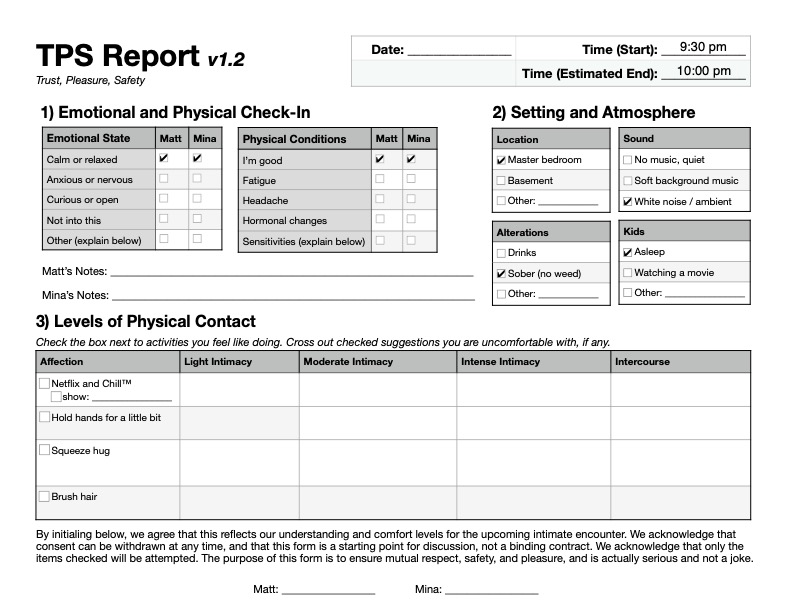 TPS Report v1.2
Trust, Pleasure, Safety
Date: ___________________ Time (Start): 9:30 pm
Time (Estimated End): 10:00 pm
1) Emotional and Physical Check-In
Emotional State Matt Mina
Calm or relaxed ✔ ✔
Anxious or nervous ☐ ☐
Curious or open ☐ ☐
Not into this ☐ ☐
Other (explain below) ☐ ☐
Physical Conditions Matt Mina
I'm good ✔ ✔
Fatigue ☐ ☐
Headache ☐ ☐
Hormonal changes ☐ ☐
Sensitivities (explain below) ☐ ☐
Matt's Notes: ___________________
Mina's Notes: ___________________
2) Setting and Atmosphere
Location
✔ Master bedroom
☐ Basement
☐ Other: ___________________
Sound
☐ No music, quiet
☐ Soft background music
✔ White noise / ambient
Alterations
☐ Drinks
✔ Sober (no weed)
☐ Other: ___________________
Kids
✔ Asleep
☐ Watching a movie
☐ Other: ___________________
3) Levels of Physical Contact
Check the box next to activities you feel like doing. Cross out checked suggestions you are uncomfortable with, if any.
Affection Light Intimacy Moderate Intimacy Intense Intimacy Intercourse
☐ Netflix and Chill™
☐ show: ___________________
☐ Hold hands for a little bit
☐ Squeeze hug
☐ Brush hair
By initialing below, we agree that this reflects our understanding and comfort levels for the upcoming intimate encounter. We acknowledge that
consent can be withdrawn at any time, and that this form is a starting point for discussion, not a binding contract. We acknowledge that only the
items checked will be attempted. The purpose of this form is to ensure mutual respect, safety, and pleasure, and is actually serious and not a joke.
Matt: ___________________ Mina: ___________________